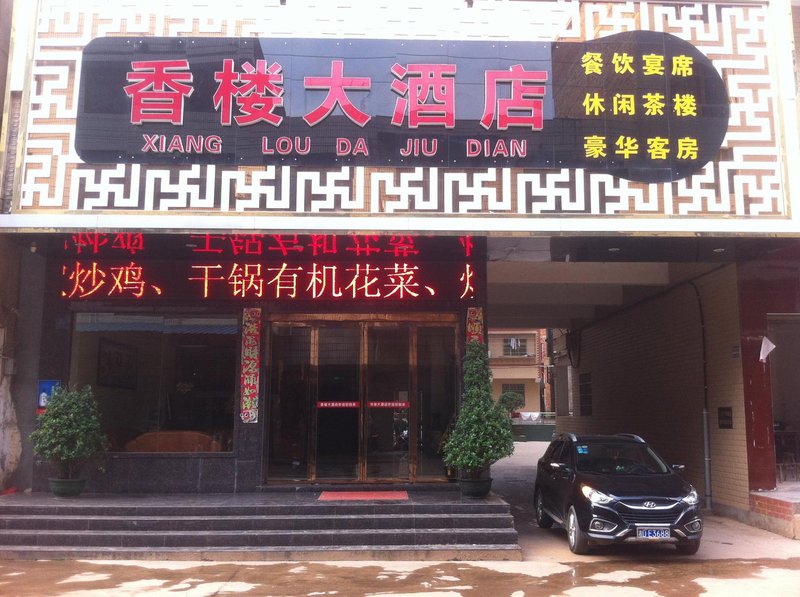 香楼大酒店
XIANG LOU DA JIU DIAN
餐饮宴席
休闲茶楼
豪华客房
炒鸡、干锅有机花菜、
E3688